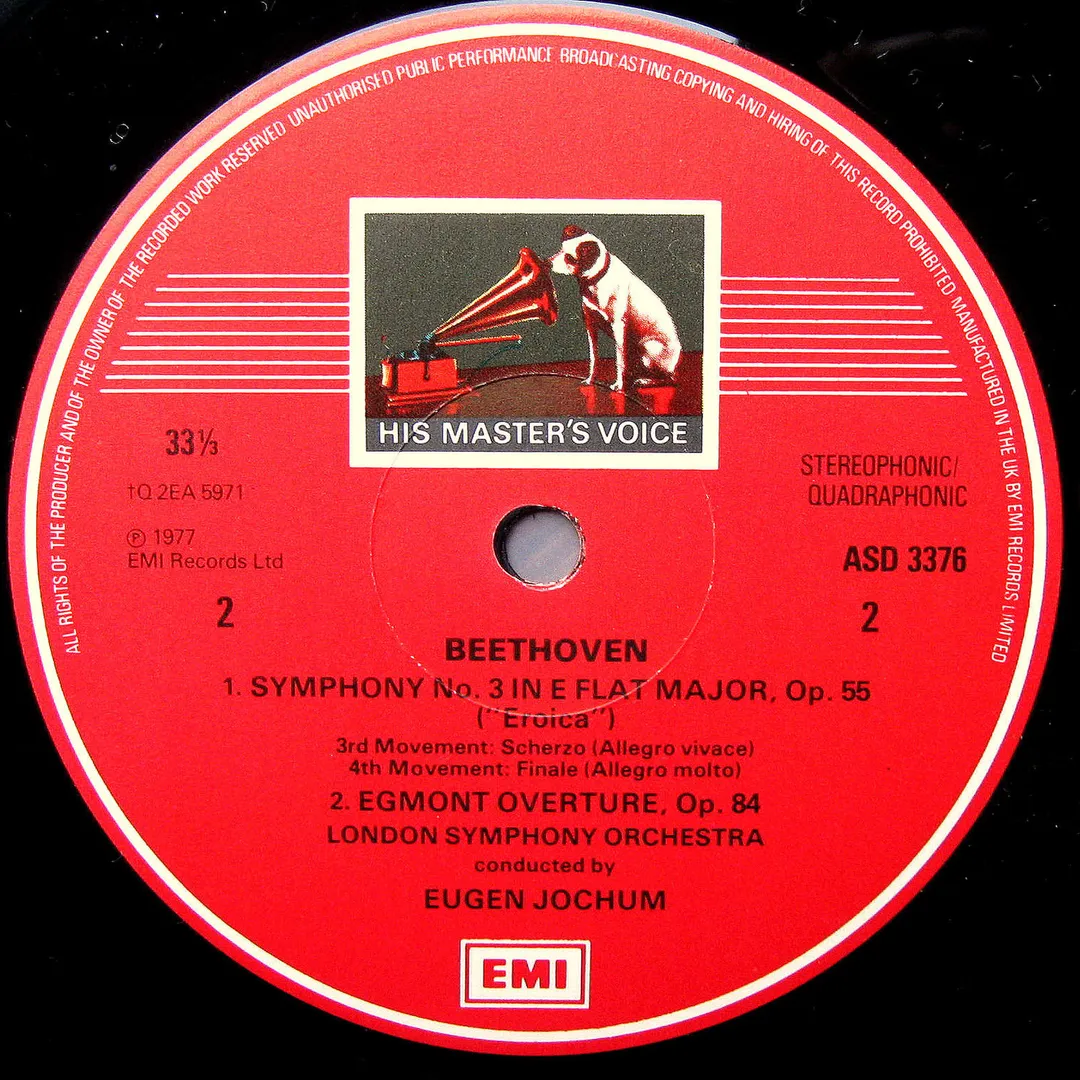 ALL RIGHTS OF THE PRODUCER AND OF THE OWNER OF THE RECORDED WORK RESERVED UNAUTHORISED PUBLIC PERFORMANCE BROADCASTING COPYING AND HIRING OF THIS RECORD PROHIBITED MANUFACTURED IN THE UK BY EMI RECORDS LIMITED
HIS MASTER'S VOICE
33⅓
†Q 2EA 5971
℗ 1977
EMI Records Ltd
2
STEREOPHONIC/
QUADRAPHONIC
ASD 3376
2
BEETHOVEN
1. SYMPHONY No. 3 IN E FLAT MAJOR, Op. 55
(''Eroica'')
3rd Movement: Scherzo (Allegro vivace)
4th Movement: Finale (Allegro molto)
2. EGMONT OVERTURE, Op. 84
LONDON SYMPHONY ORCHESTRA
conducted by
EUGEN JOCHUM
EMI